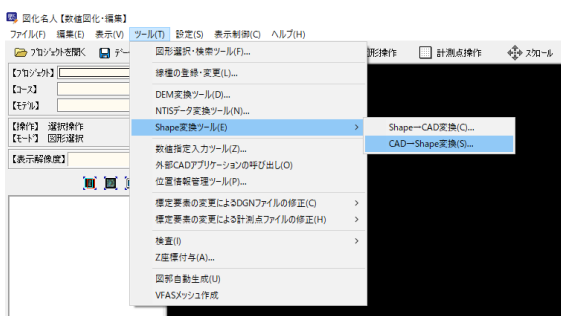 図化名人【数値図化・編集】
ファイル(F) 編集(E) 表示(V) ツール(T) 設定(S) 表示制御(C) ヘルプ(H)
プロジェクトを開く デー 図形選択・検索ツール(F)... 形操作 計測点操作 スクロール
【プロジェクト】
縁種の登録・変更(L)...
【コース】
DEM変換ツール(D)...
【モデル】
NTISデータ変換ツール(N)...
【操作】 選択操作
Shape変換ツール(E) > Shape→CAD変換(C)...
【モード】 図形選択
CAD→Shape変換(S)...
数値指定入力ツール(Z)...
【表示解像度】
外部CADアプリケーションの呼び出し(O)
位置情報管理ツール(P)...
標定要素の変更によるDGNファイルの修正(C) >
標定要素の変更による計測点ファイルの修正(H) >
検査(I) >
Z座標付与(A)...
図郭自動生成(U)
VFASメッシュ作成